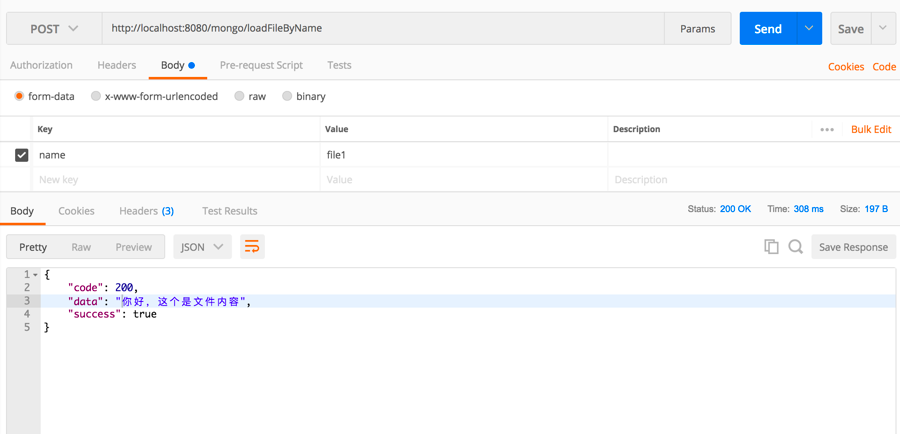 POST http://localhost:8080/mongo/loadFileByName Params Send Save
Authorization Headers Body Pre-request Script Tests Cookies Code
form-data x-www-form-urlencoded raw binary
Key Value Description ••• Bulk Edit
name file1
New key Value Description
Body Cookies Headers (3) Test Results Status: 200 OK Time: 308 ms Size: 197 B
Pretty Raw Preview JSON Save Response
1 {
2 "code": 200,
3 "data": "你好，这个是文件内容",
4 "success": true
5 }